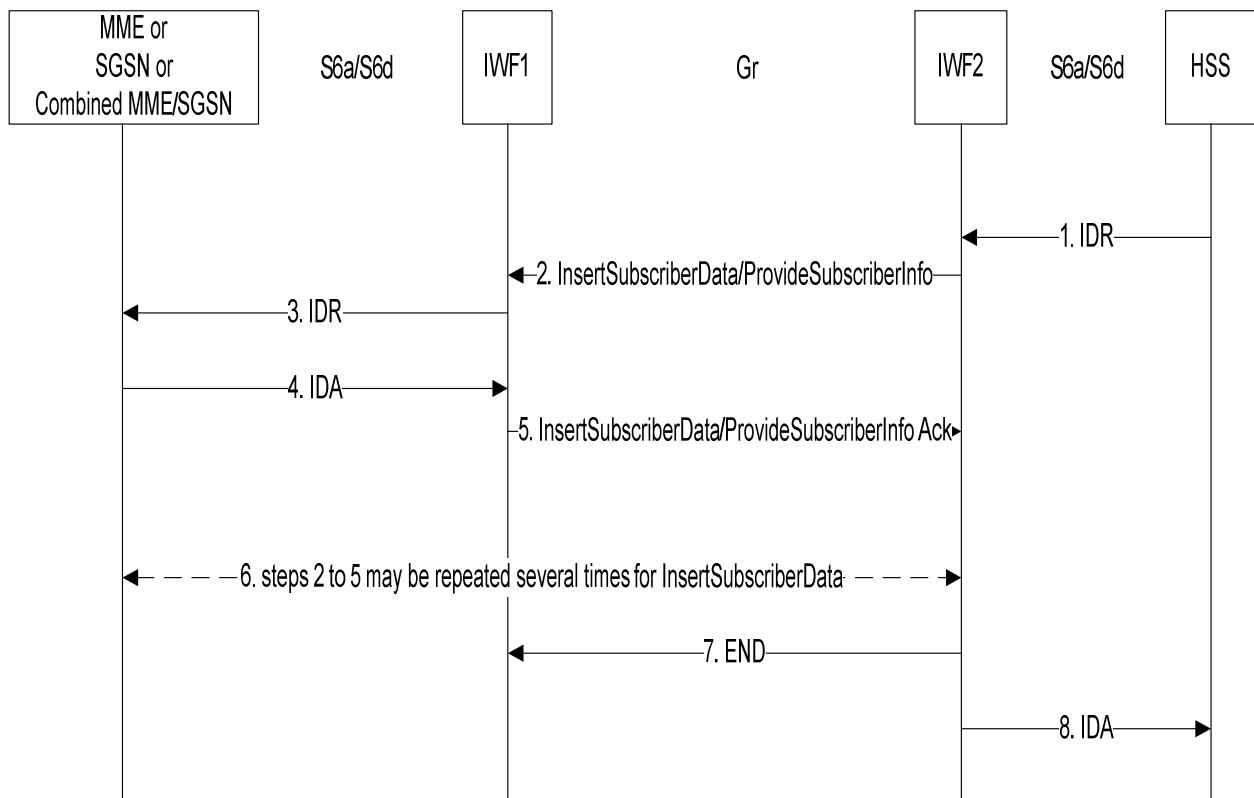 MME or
SGSN or
Combined MME/SGSN
S6a/S6d
IWF1
Gr
IWF2
S6a/S6d
HSS
1. IDR
2. InsertSubscriberData/ProvideSubscriberInfo
3. IDR
4. IDA
5. InsertSubscriberData/ProvideSubscriberInfo Ack
6. steps 2 to 5 may be repeated several times for InsertSubscriberData
7. END
8. IDA